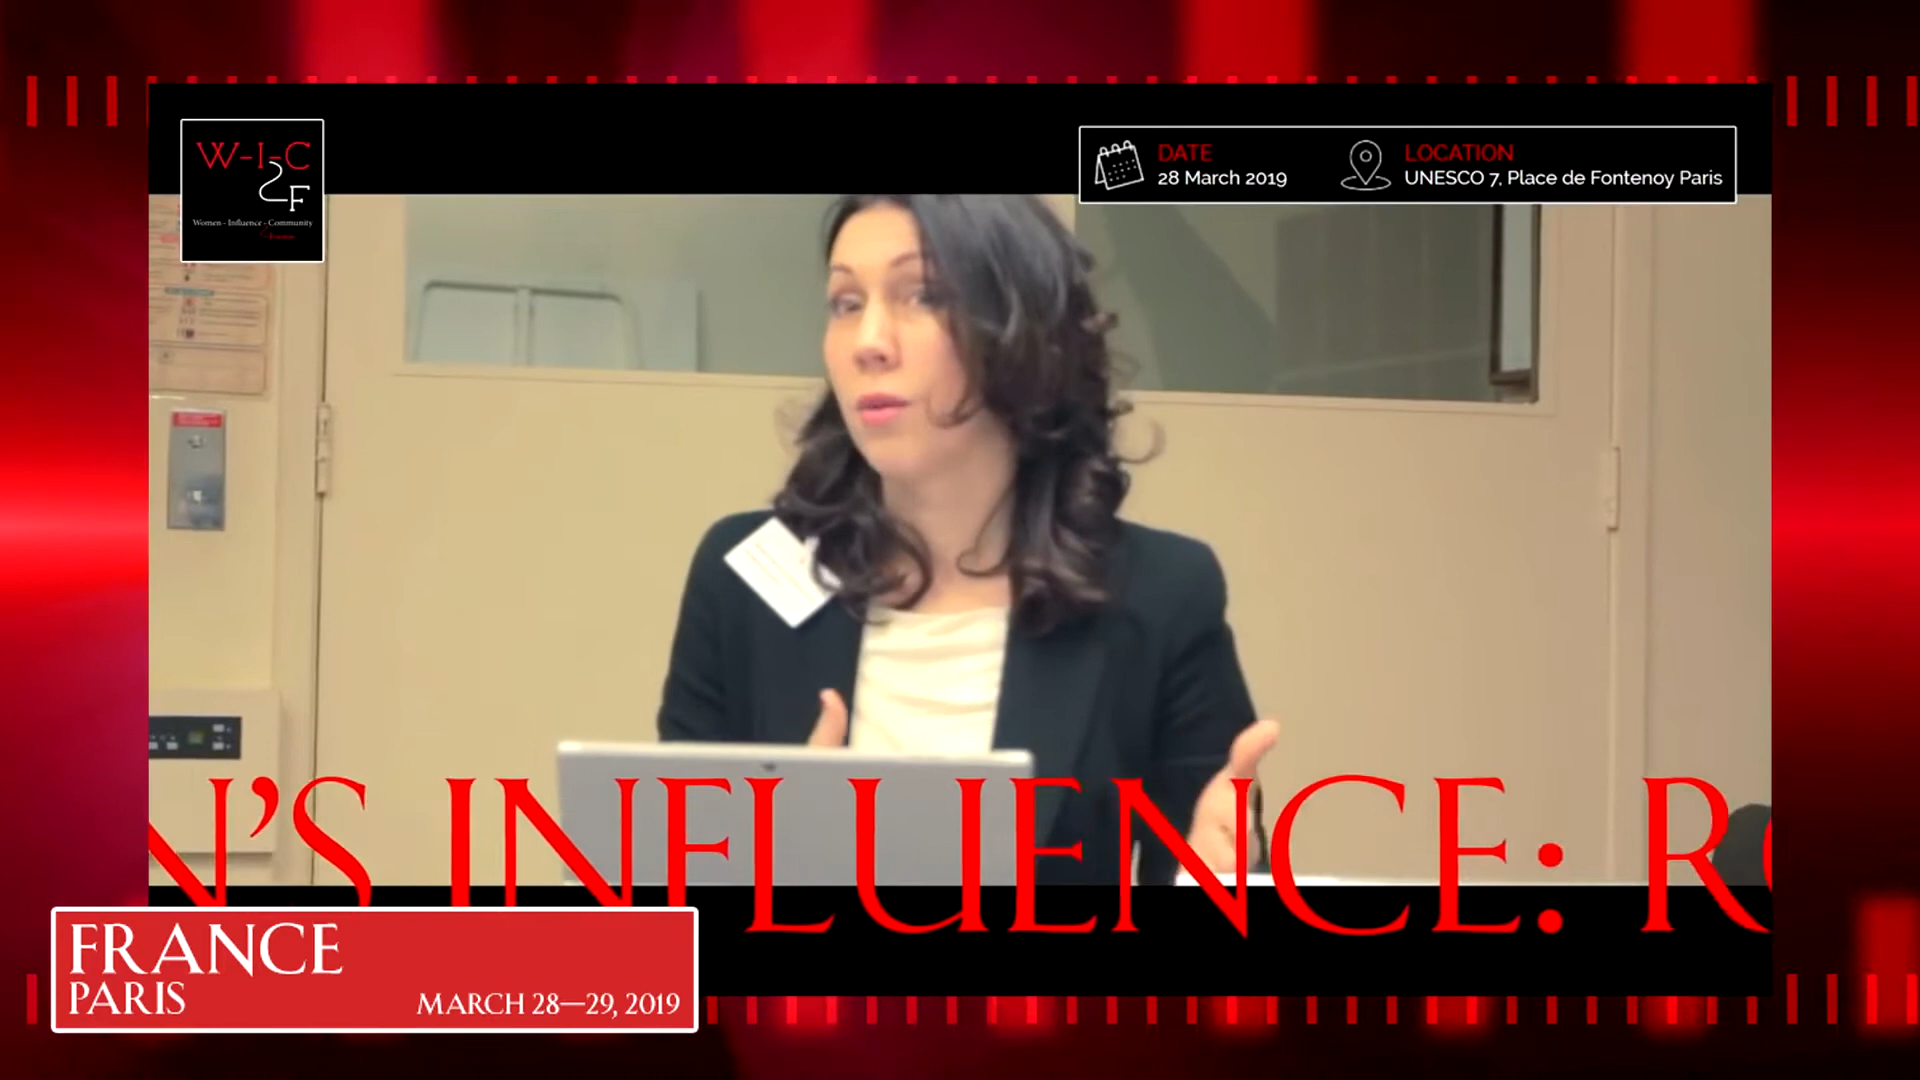 W-I-C
F
Women - Influence - Community
DATE
28 March 2019
LOCATION
UNESCO 7, Place de Fontenoy Paris
N'S INFLUENCE: R
FRANCE
PARIS
MARCH 28—29, 2019